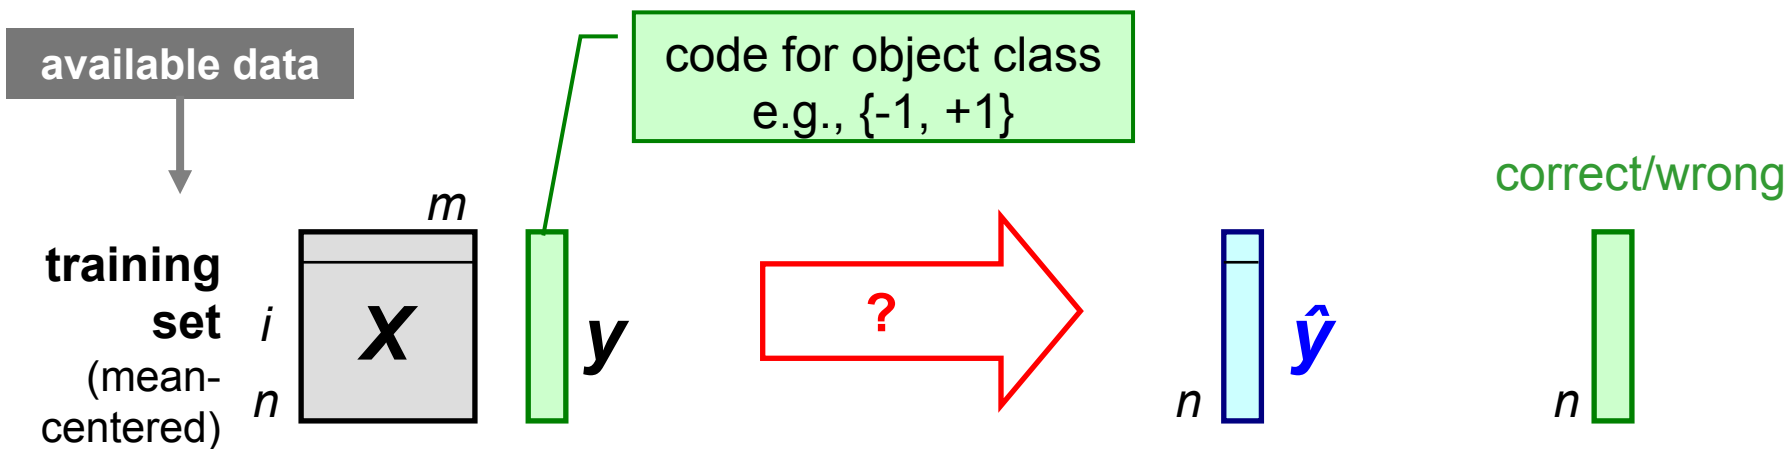 available data
code for object class
e.g., {-1, +1}
correct/wrong
m
training
set
(mean-
centered)
i
n
X
y
?
n
ŷ
n